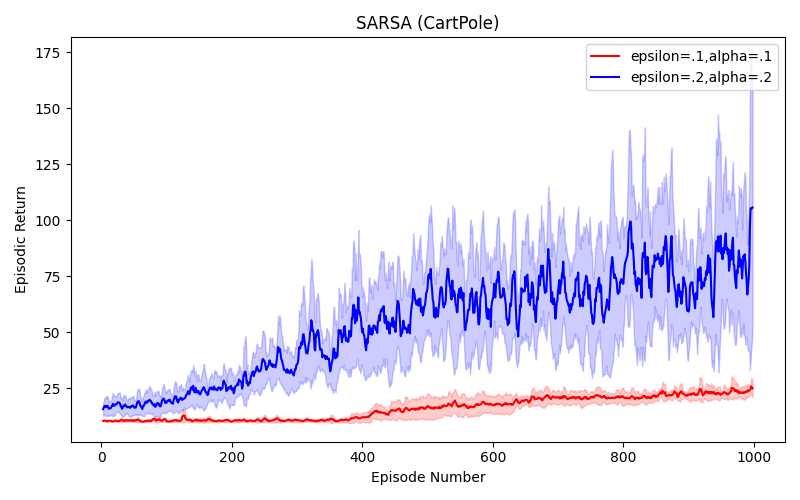 SARSA (CartPole)
epsilon=.1,alpha=.1
epsilon=.2,alpha=.2
Episodic Return
175
150
125
100
75
50
25
0 200 400 600 800 1000
Episode Number